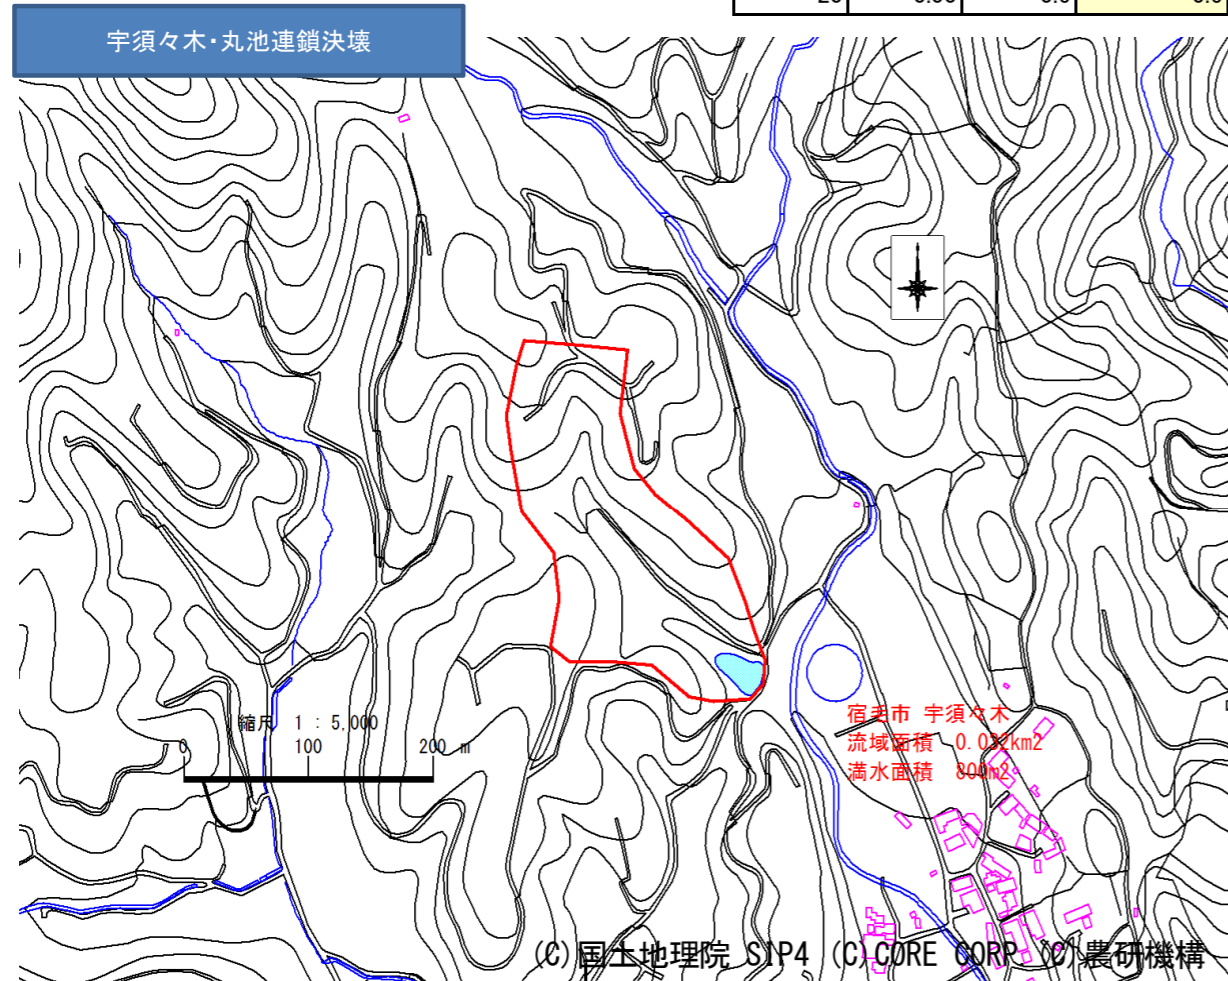 宇須々木・丸池連鎖決壊
縮尺 1 : 5,000
0 100 200 m
宿毛市 宇須々木
流域面積 0.032km2
満水面積 800m2
(C)国土地理院 SIP4 (C)CORE CORP (C)農研機構